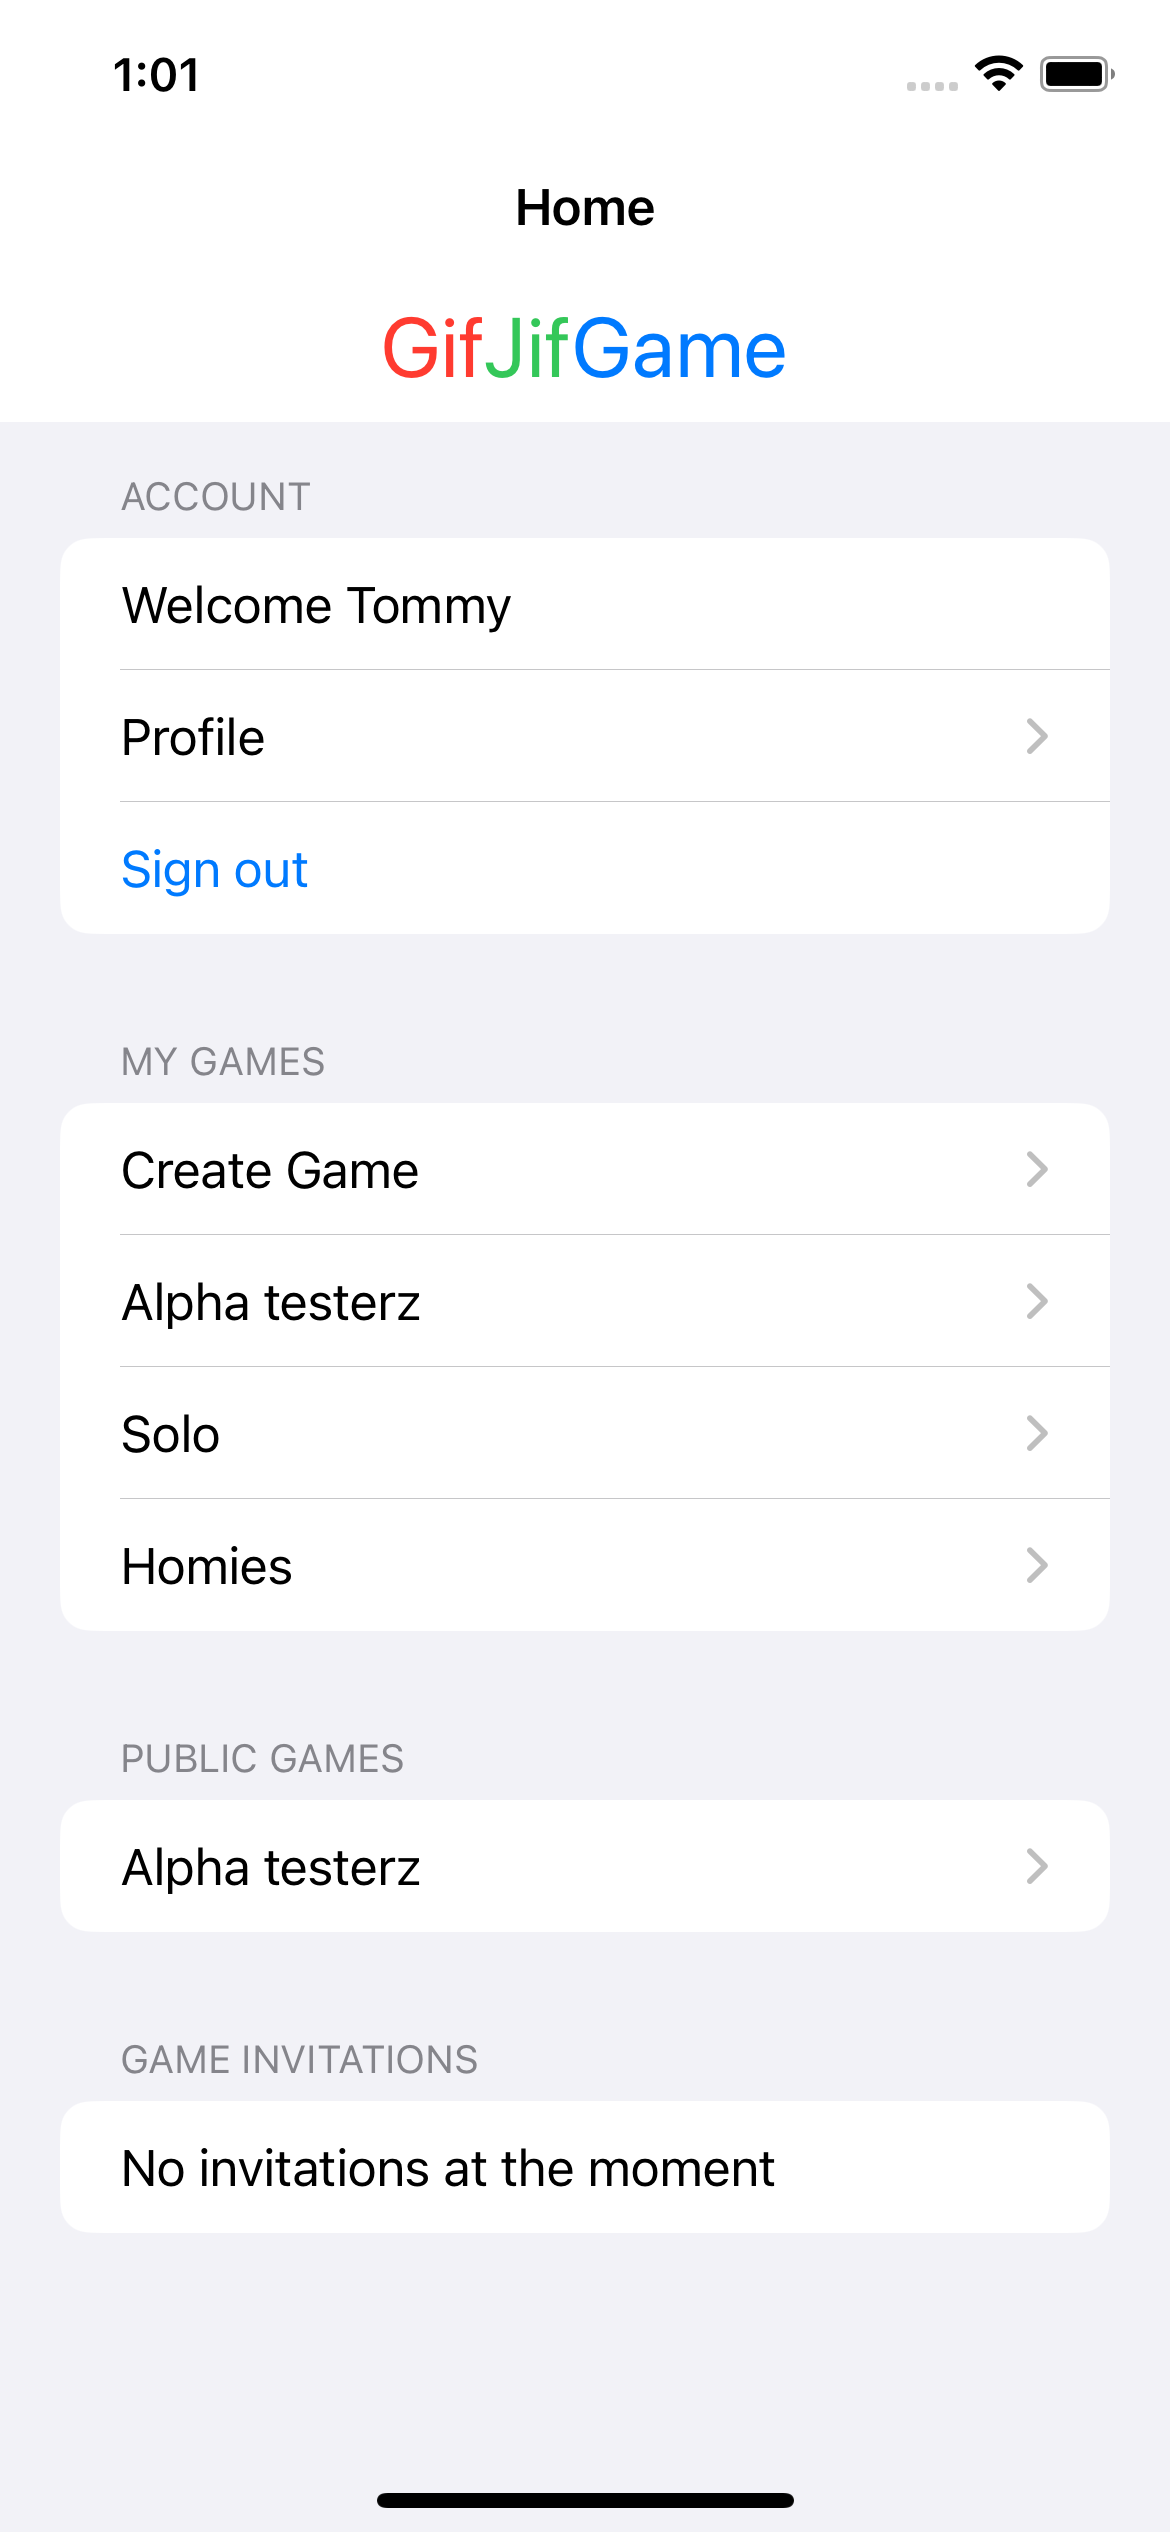 1:01
Home
GifJifGame
ACCOUNT
Welcome Tommy
Profile
Sign out
MY GAMES
Create Game
Alpha testerz
Solo
Homies
PUBLIC GAMES
Alpha testerz
GAME INVITATIONS
No invitations at the moment